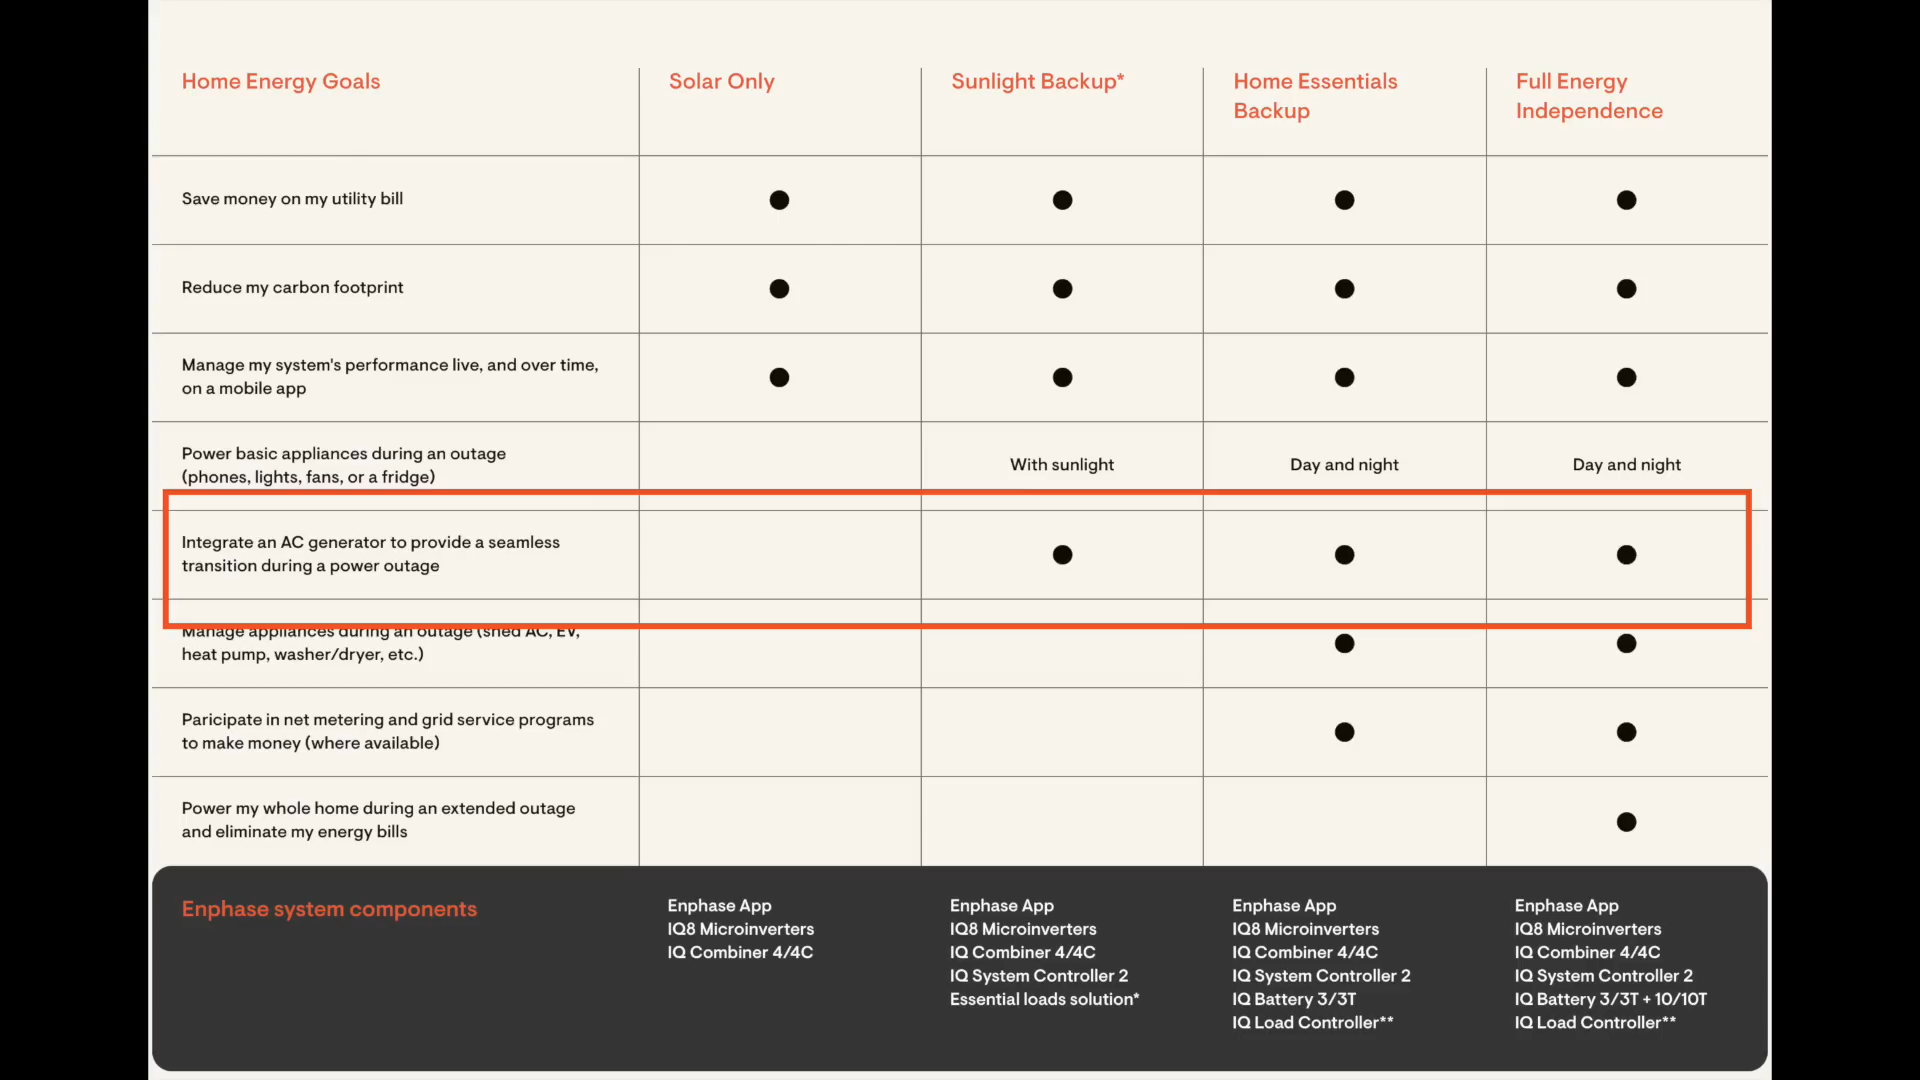 Home Energy Goals
Solar Only
Sunlight Backup*
Home Essentials
Backup
Full Energy
Independence
Save money on my utility bill
Reduce my carbon footprint
Manage my system's performance live, and over time,
on a mobile app
Power basic appliances during an outage
(phones, lights, fans, or a fridge)
With sunlight
Day and night
Day and night
Integrate an AC generator to provide a seamless
transition during a power outage
Manage appliances during an outage (shed AC, EV,
heat pump, washer/dryer, etc.)
Paricipate in net metering and grid service programs
to make money (where available)
Power my whole home during an extended outage
and eliminate my energy bills
Enphase system components
Enphase App
IQ8 Microinverters
IQ Combiner 4/4C
Enphase App
IQ8 Microinverters
IQ Combiner 4/4C
IQ System Controller 2
Essential loads solution*
Enphase App
IQ8 Microinverters
IQ Combiner 4/4C
IQ System Controller 2
IQ Battery 3/3T
IQ Load Controller**
Enphase App
IQ8 Microinverters
IQ Combiner 4/4C
IQ System Controller 2
IQ Battery 3/3T + 10/10T
IQ Load Controller**